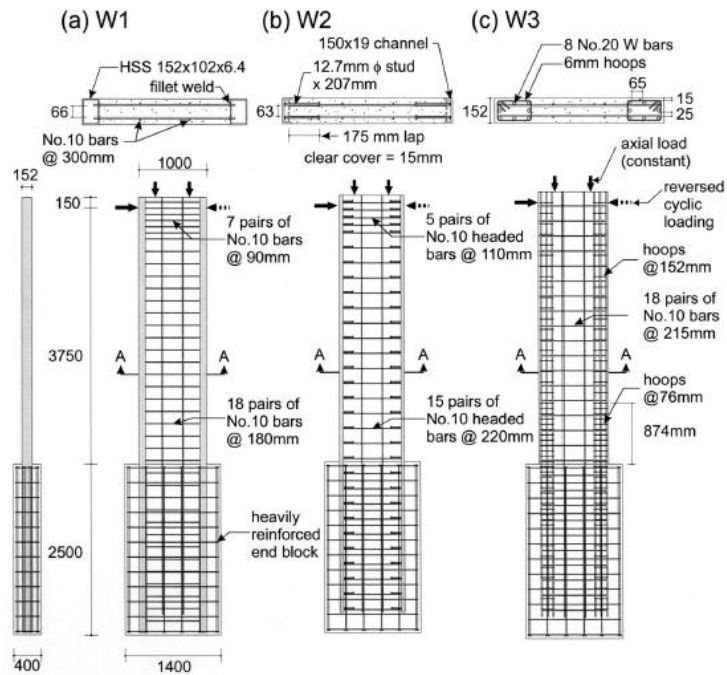 (a) W1
HSS 152x102x6.4
fillet weld
66
No.10 bars
@ 300mm
1000
152
150
7 pairs of
No.10 bars
@ 90mm
3750
A
A
18 pairs of
No.10 bars
@ 180mm
2500
heavily
reinforced
end block
400
1400
(b) W2
150x19 channel
12.7mm ϕ stud
x 207mm
63
175 mm lap
clear cover = 15mm
5 pairs of
No.10 headed
bars @ 110mm
A
A
15 pairs of
No.10 headed
bars @ 220mm
(c) W3
8 No.20 W bars
6mm hoops
65
152
15
25
axial load
(constant)
reversed
cyclic
loading
hoops
@152mm
18 pairs of
No.10 bars
@ 215mm
A
A
hoops
@76mm
874mm